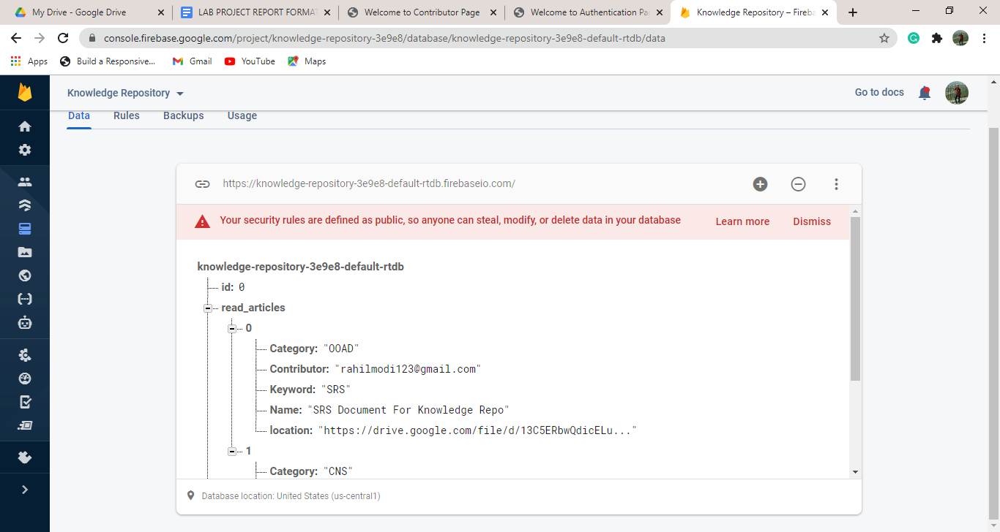 My Drive - Google Drive
LAB PROJECT REPORT FORMAT
Welcome to Contributor Page
Welcome to Authentication Pa
Knowledge Repository – Fireba
console.firebase.google.com/project/knowledge-repository-3e9e8/database/knowledge-repository-3e9e8-default-rtdb/data
Apps
Build a Responsive...
Gmail
YouTube
Maps
Knowledge Repository
Go to docs
Data
Rules
Backups
Usage
https://knowledge-repository-3e9e8-default-rtdb.firebaseio.com/
Your security rules are defined as public, so anyone can steal, modify, or delete data in your database
Learn more
Dismiss
knowledge-repository-3e9e8-default-rtdb
id: 0
read_articles
0
Category: "OOAD"
Contributor: "rahilmodi123@gmail.com"
Keyword: "SRS"
Name: "SRS Document For Knowledge Repo"
location: "https://drive.google.com/file/d/13C5ERbwQdicELu..."
1
Category: "CNS"
Database location: United States (us-central1)